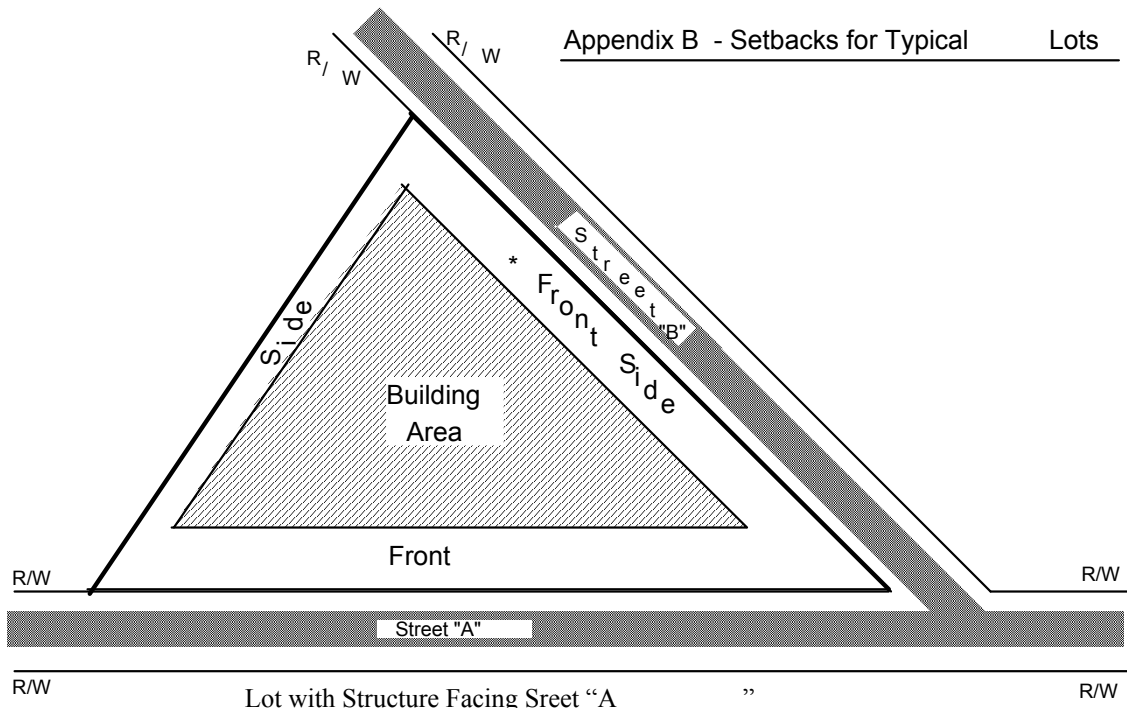 Appendix B - Setbacks for Typical Lots
R/W
R/W
Street "B"
* Front Side
Side
Building
Area
Front
R/W
R/W
Street "A"
R/W
R/W
Lot with Structure Facing Sreet “A ”